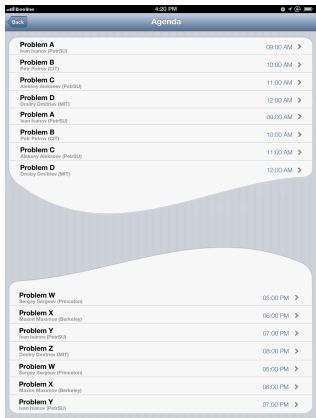 Beeline
4:20 PM
Back
Agenda
Problem A
Ivan Ivanov (PetrSU)
09:00 AM
Problem B
Petr Petrov (CIT)
10:00 AM
Problem C
Aleksey Alekseev (PetrSU)
11:00 AM
Problem D
Dmitry Dmitriev (MIT)
12:00 AM
Problem A
Ivan Ivanov (PetrSU)
09:00 AM
Problem B
Petr Petrov (CIT)
10:00 AM
Problem C
Aleksey Alekseev (PetrSU)
11:00 AM
Problem D
Dmitry Dmitriev (MIT)
12:00 AM
Problem W
Sergey Sergeev (Princeton)
05:00 PM
Problem X
Maxim Maximov (Berkeley)
06:00 PM
Problem Y
Ivan Ivanov (PetrSU)
07:00 PM
Problem Z
Dmitry Dmitriev (MIT)
08:00 PM
Problem W
Sergey Sergeev (Princeton)
05:00 PM
Problem X
Maxim Maximov (Berkeley)
06:00 PM
Problem Y
Ivan Ivanov (PetrSU)
07:00 PM